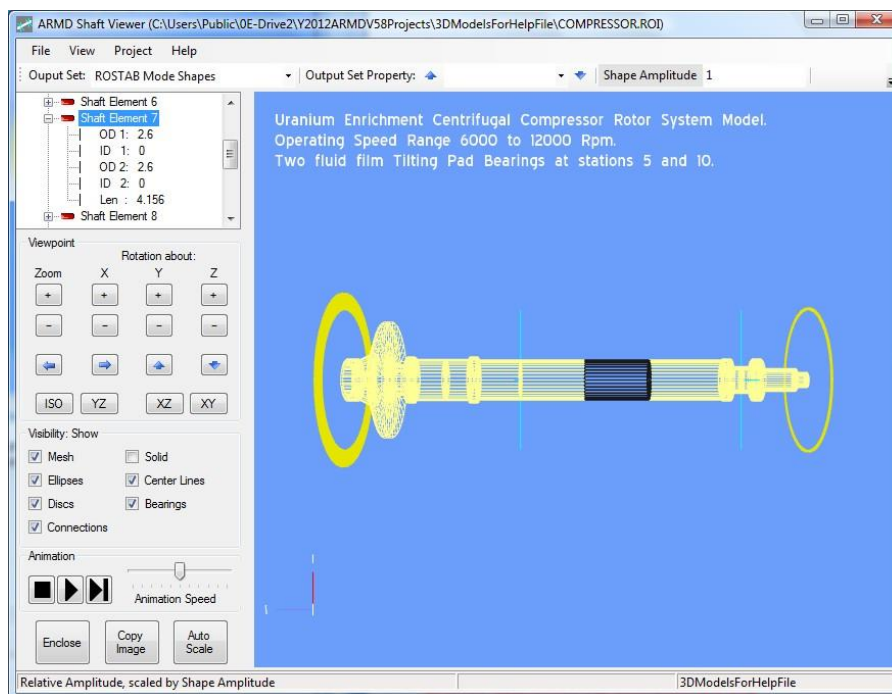 ARMD Shaft Viewer (C:\Users\Public\0E-Drive2\Y2012ARMDV58Projects\3DModelsForHelpFile\COMPRESSOR.ROI)
File View Project Help
Ouput Set: ROSTAB Mode Shapes Output Set Property: Shape Amplitude 1
Shaft Element 6
Shaft Element 7
OD 1: 2.6
ID 1: 0
OD 2: 2.6
ID 2: 0
Len : 4.156
Shaft Element 8
Uranium Enrichment Centrifugal Compressor Rotor System Model.
Operating Speed Range 6000 to 12000 Rpm.
Two fluid film Tilting Pad Bearings at stations 5 and 10.
Viewpoint
Rotation about:
Zoom X Y Z
+ + + +
- - - -
ISO YZ XZ XY
Visibility: Show
Mesh Solid
Ellipses Center Lines
Discs Bearings
Connections
Animation
Animation Speed
Enclose Copy Image Auto Scale
Relative Amplitude, scaled by Shape Amplitude 3DModelsForHelpFile